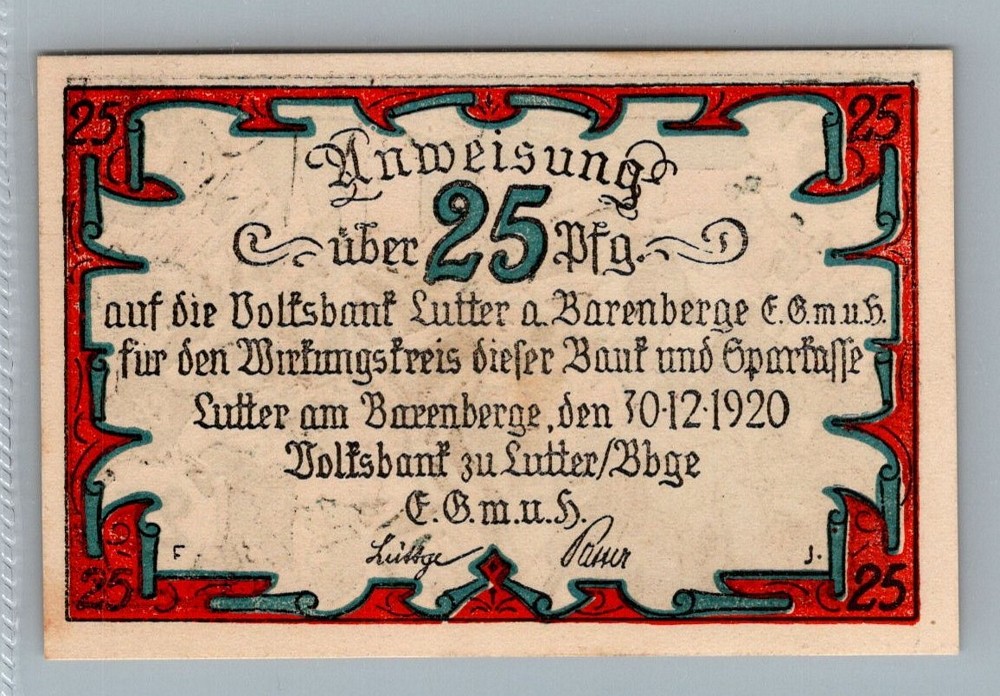 25 25
Anweisung
über 25 Pfg.
auf die Volksbank Lutter a. Barenberge E.G.m.u.H.
für den Wirkungskreis dieser Bank und Sparkasse
Lutter am Barenberge, den 30·12·1920
Volksbank zu Lutter/Bbge
E.G.m.u.H.
F. Lüttge J.
25 25